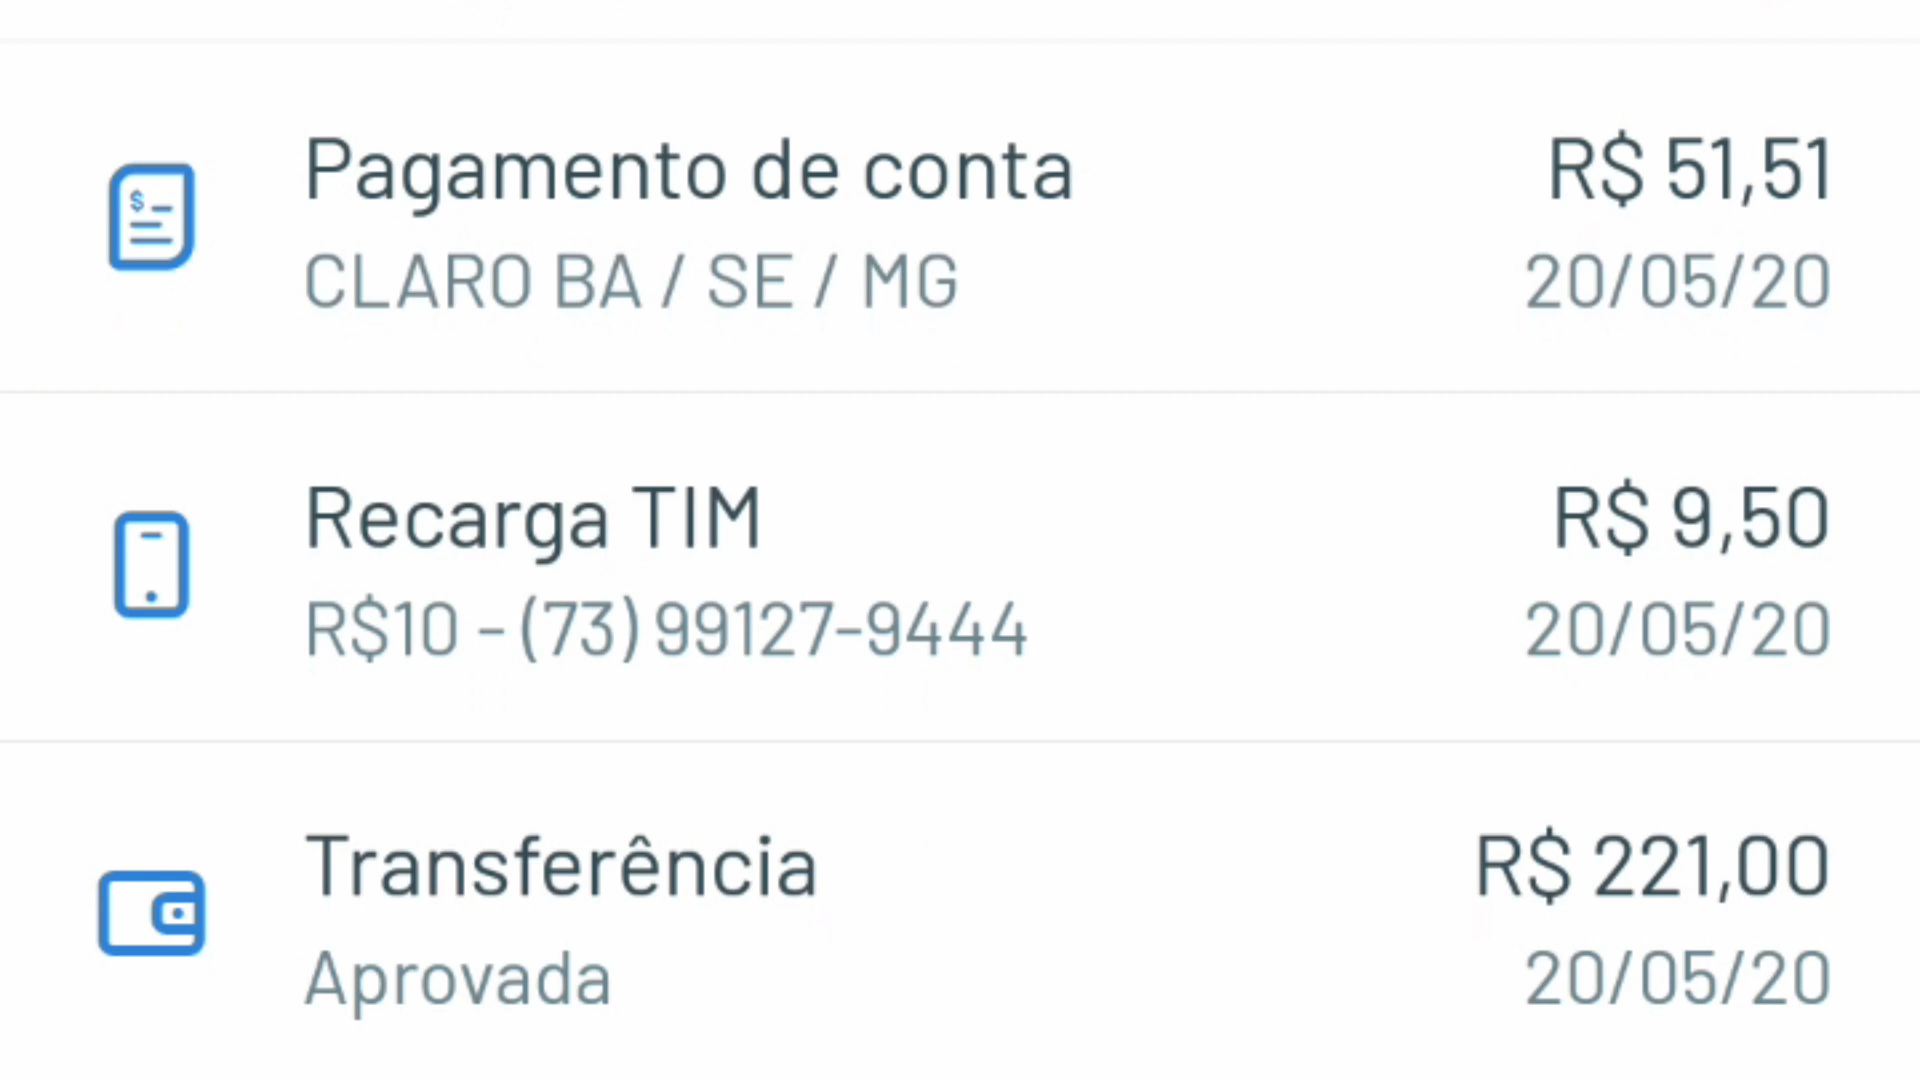 Pagamento de conta R$ 51,51
CLARO BA / SE / MG 20/05/20
Recarga TIM R$ 9,50
R$10 - (73) 99127-9444 20/05/20
Transferência R$ 221,00
Aprovada 20/05/20